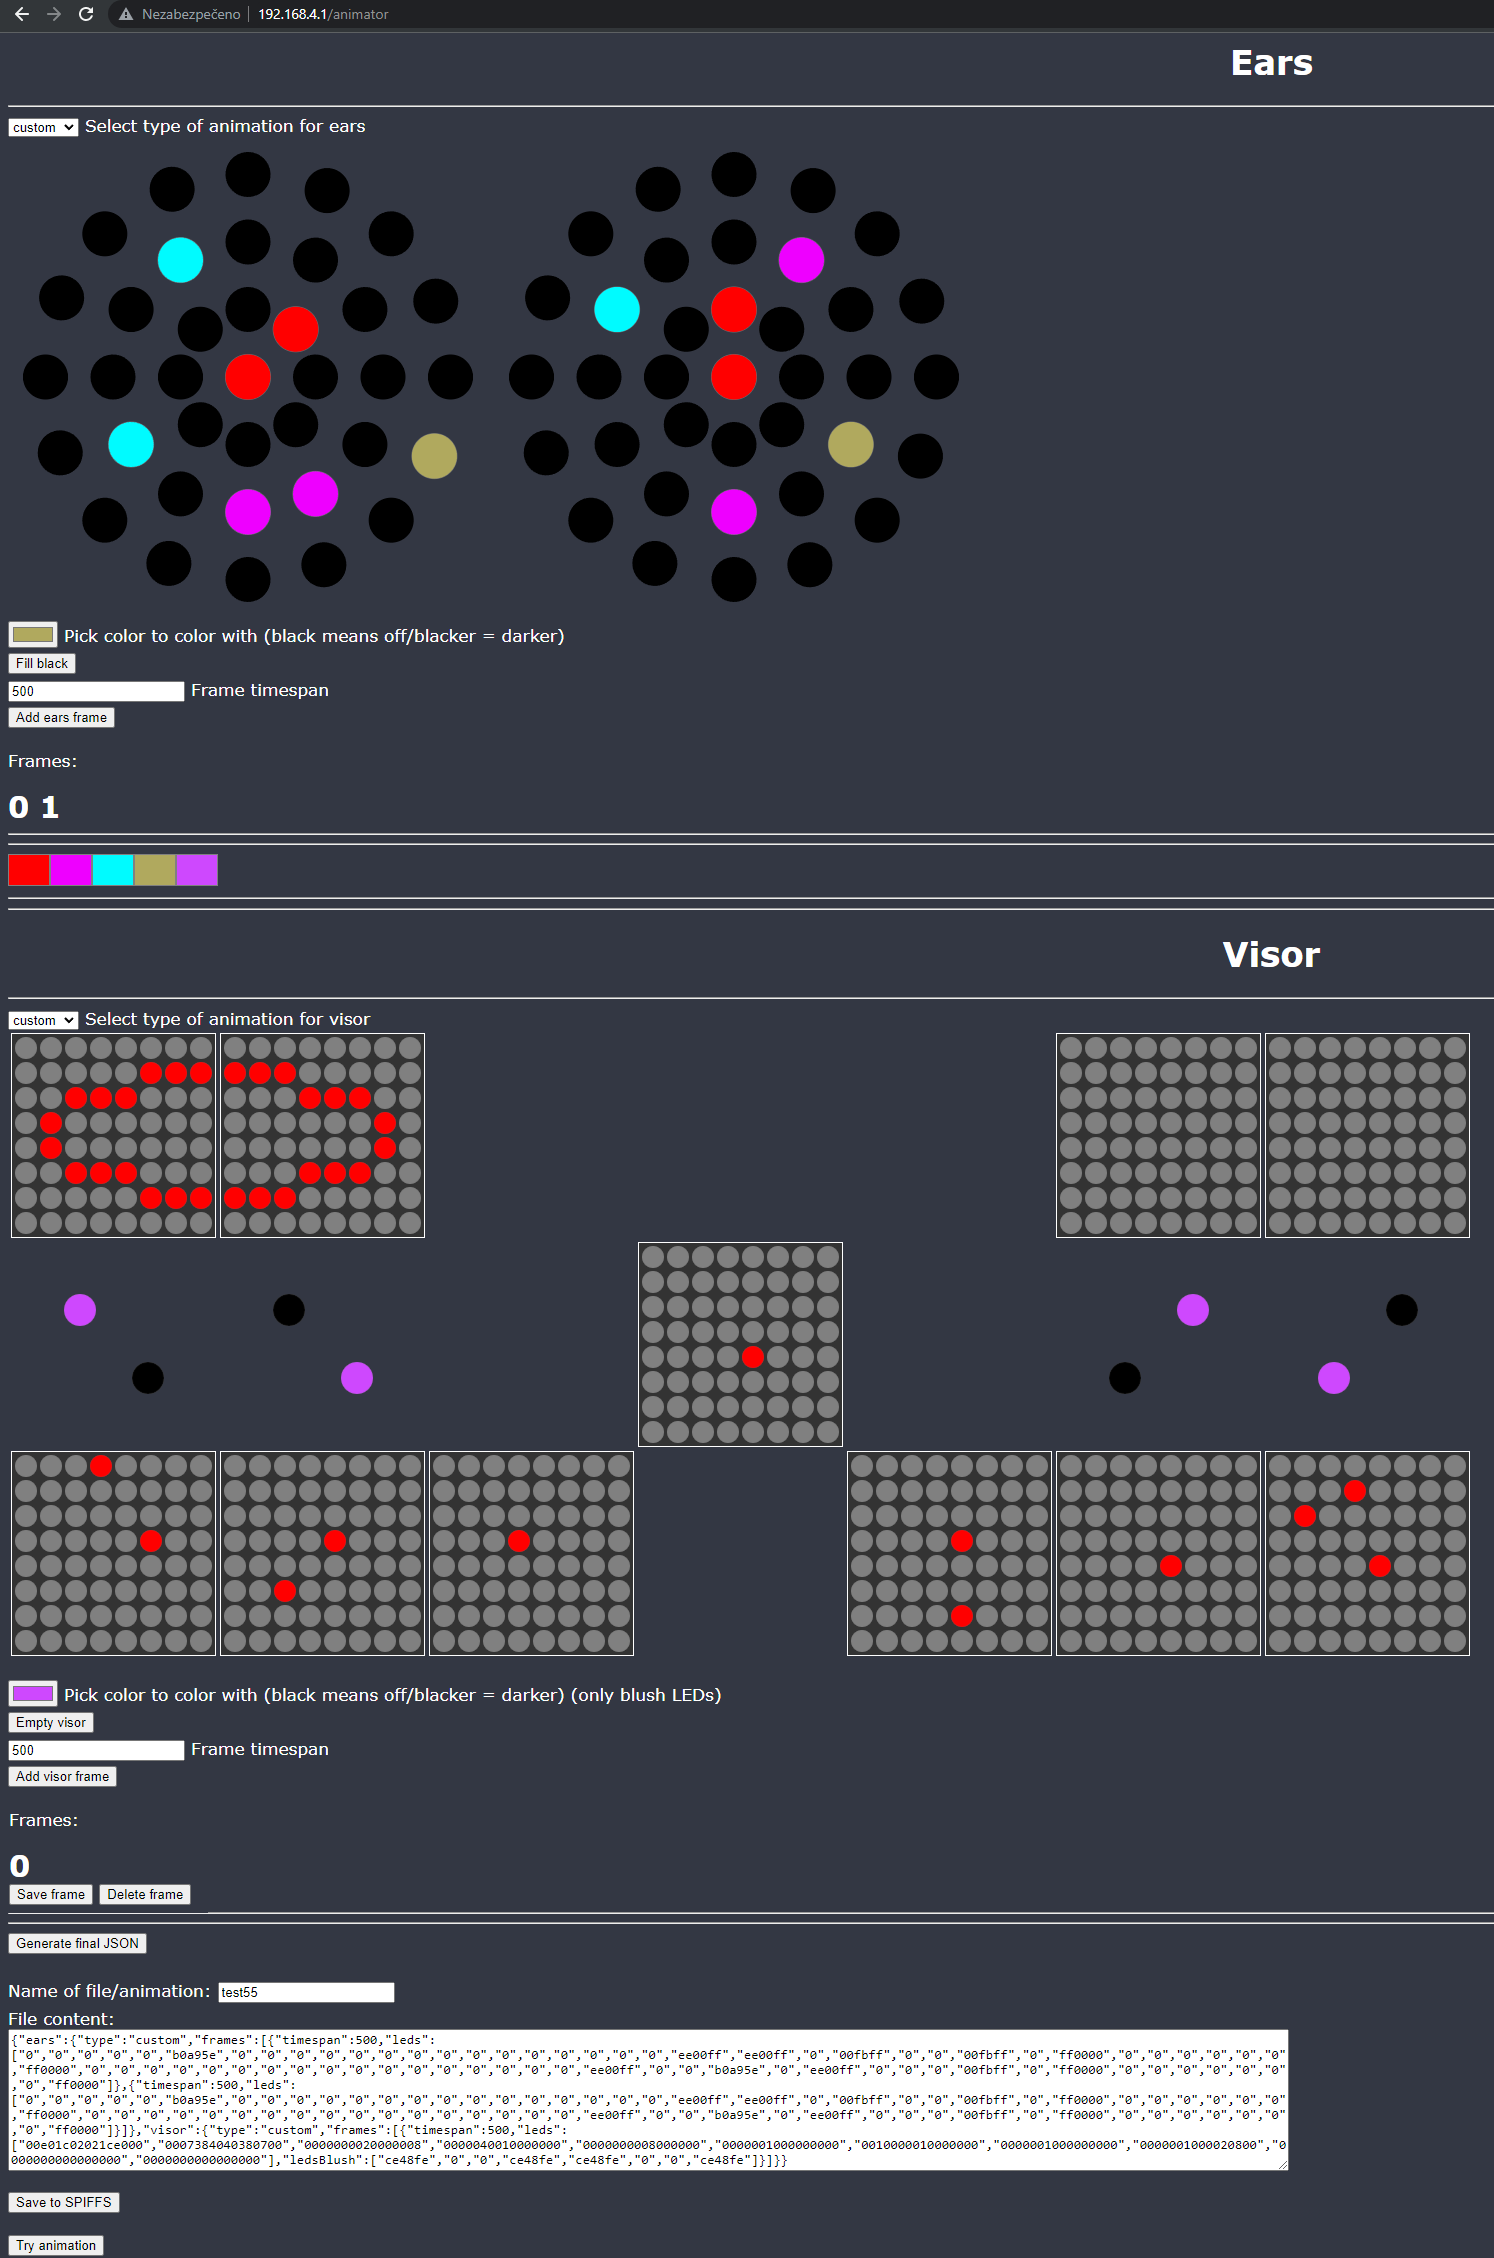 Nezabezpečeno 192.168.4.1/animator
Ears
custom Select type of animation for ears
Pick color to color with (black means off/blacker = darker)
Fill black
500 Frame timespan
Add ears frame
Frames:
0 1
Visor
custom Select type of animation for visor
Pick color to color with (black means off/blacker = darker) (only blush LEDs)
Empty visor
500 Frame timespan
Add visor frame
Frames:
0
Save frame Delete frame
Generate final JSON
Name of file/animation: test55
File content:
{"ears":{"type":"custom","frames":[{"timespan":500,"leds":
["0","0","0","0","0","b0a95e","0","0","0","0","0","0","0","0","0","0","0","0","0","0","0","0","ee00ff","ee00ff","0","00fbff","0","0","00fbff","0","ff0000","0","0","0","0","0","0"
,"ff0000","0","0","0","0","0","0","0","0","0","0","0","0","0","0","0","0","0","ee00ff","0","0","b0a95e","0","ee00ff","0","0","0","00fbff","0","ff0000","0","0","0","0","0","0"
,"0","ff0000"]},{"timespan":500,"leds":
["0","0","0","0","0","b0a95e","0","0","0","0","0","0","0","0","0","0","0","0","0","0","0","0","ee00ff","ee00ff","0","00fbff","0","0","00fbff","0","ff0000","0","0","0","0","0","0"
,"ff0000","0","0","0","0","0","0","0","0","0","0","0","0","0","0","0","0","0","ee00ff","0","0","b0a95e","0","ee00ff","0","0","0","00fbff","0","ff0000","0","0","0","0","0","0"
,"0","ff0000"]}]},"visor":{"type":"custom","frames":[{"timespan":500,"leds":
["00e01c02021ce000","0007384040380700","0000000020000008","0000040010000000","0000000008000000","0000001000000000","0010000010000000","0000001000000000","0000001000020800","0
000000000000000","0000000000000000"],"ledsBlush":["ce48fe","0","0","ce48fe","ce48fe","0","0","ce48fe"]}]}}
Save to SPIFFS
Try animation